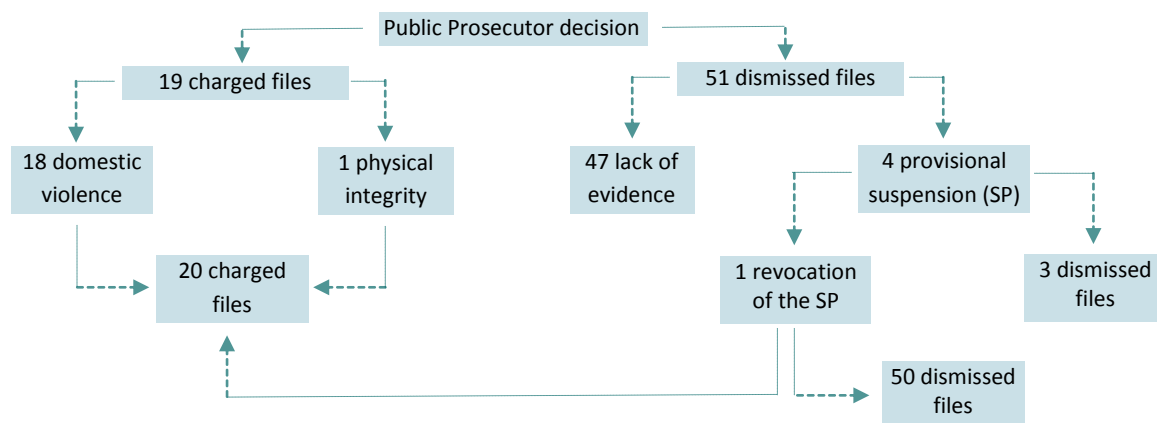 Public Prosecutor decision
19 charged files
51 dismissed files
18 domestic
violence
1 physical
integrity
47 lack of
evidence
4 provisional
suspension (SP)
20 charged
files
1 revocation
of the SP
3 dismissed
files
50 dismissed
files